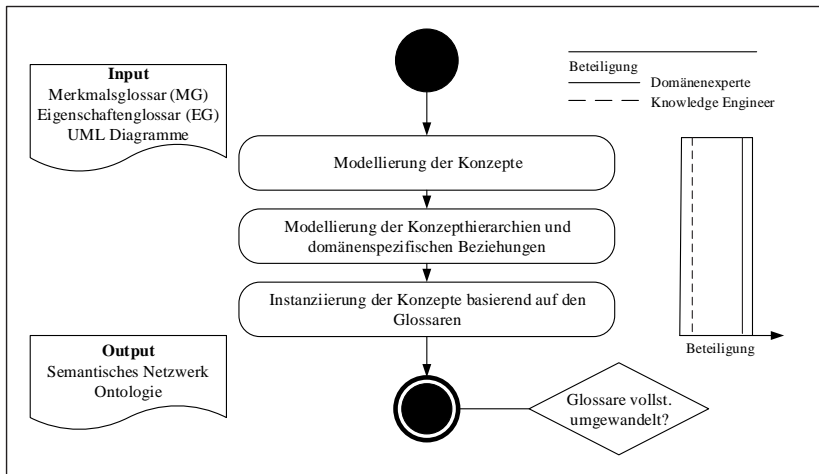 Input
Merkmalsglossar (MG)
Eigenschaftenglossar (EG)
UML Diagramme
Beteiligung
Domänenexperte
Knowledge Engineer
Modellierung der Konzepte
Modellierung der Konzepthierarchien und
domänenspezifischen Beziehungen
Instanziierung der Konzepte basierend auf den
Glossaren
Beteiligung
Output
Semantisches Netzwerk
Ontologie
Glossare vollst.
umgewandelt?